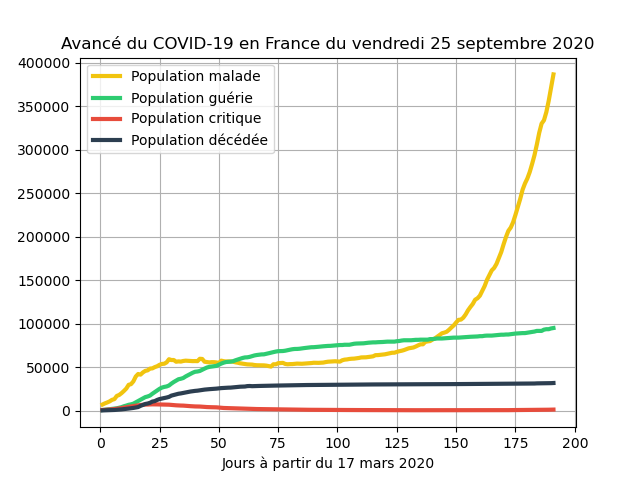 Avancé du COVID-19 en France du vendredi 25 septembre 2020
400000
350000
300000
250000
200000
150000
100000
50000
0
Population malade
Population guérie
Population critique
Population décédée
0 25 50 75 100 125 150 175 200
Jours à partir du 17 mars 2020